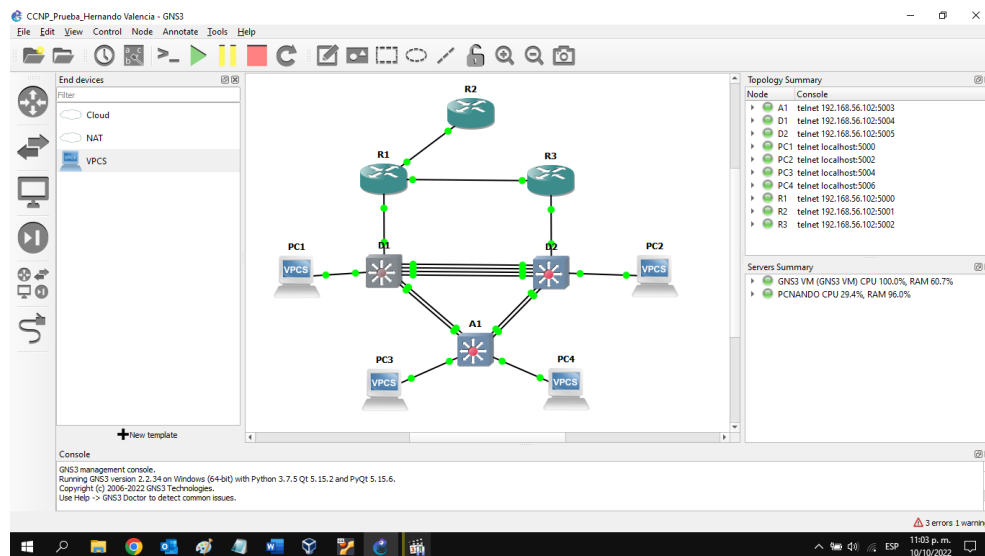 CCNP_Prueba_Hernando Valencia - GNS3
File Edit View Control Node Annotate Tools Help
End devices
Filter
Cloud
NAT
VPCS
New template
R2
R1
R3
PC1
D1
D2
PC2
VPCS
VPCS
A1
PC3
PC4
VPCS
VPCS
Topology Summary
Node Console
A1 telnet 192.168.56.102:5003
D1 telnet 192.168.56.102:5004
D2 telnet 192.168.56.102:5005
PC1 telnet localhost:5000
PC2 telnet localhost:5002
PC3 telnet localhost:5004
PC4 telnet localhost:5006
R1 telnet 192.168.56.102:5000
R2 telnet 192.168.56.102:5001
R3 telnet 192.168.56.102:5002
Servers Summary
GNS3 VM (GNS3 VM) CPU 100.0%, RAM 60.7%
PCNANDO CPU 29.4%, RAM 96.0%
Console
GNS3 management console.
Running GNS3 version 2.2.34 on Windows (64-bit) with Python 3.7.5 Qt 5.15.2 and PyQt 5.15.6.
Copyright (c) 2006-2022 GNS3 Technologies.
Use Help -> GNS3 Doctor to detect common issues.
3 errors 1 warnin
ESP
11:03 p. m.
10/10/2022